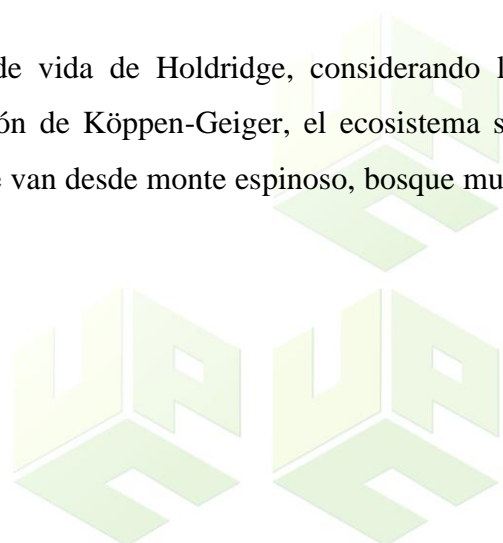 de vida de Holdridge, considerando l
ón de Köppen-Geiger, el ecosistema s
e van desde monte espinoso, bosque mu